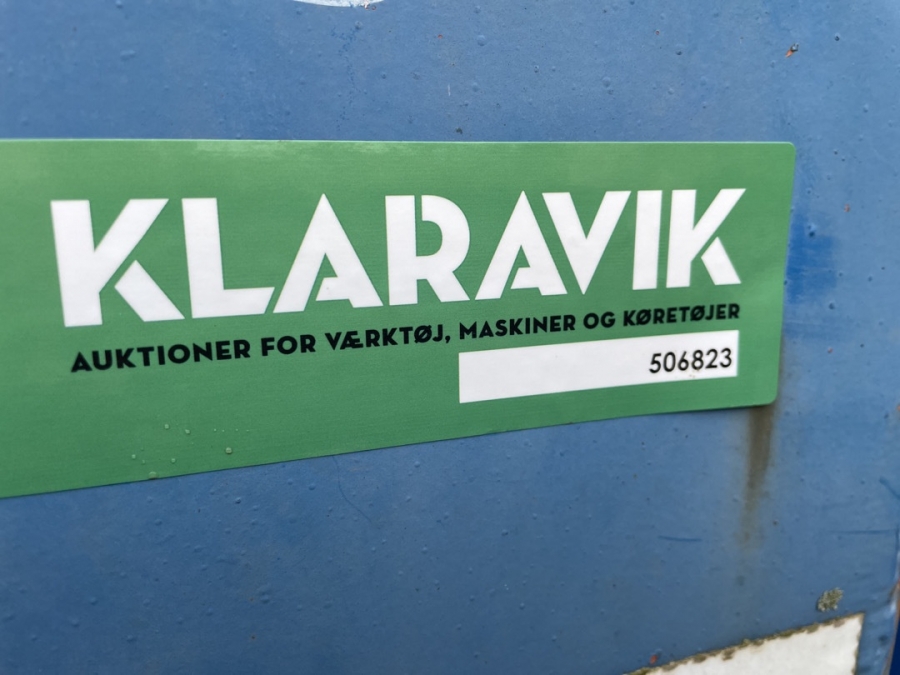 KLARAVIK
AUKTIONER FOR VÆRKTØJ, MASKINER OG KØRETØJER
506823